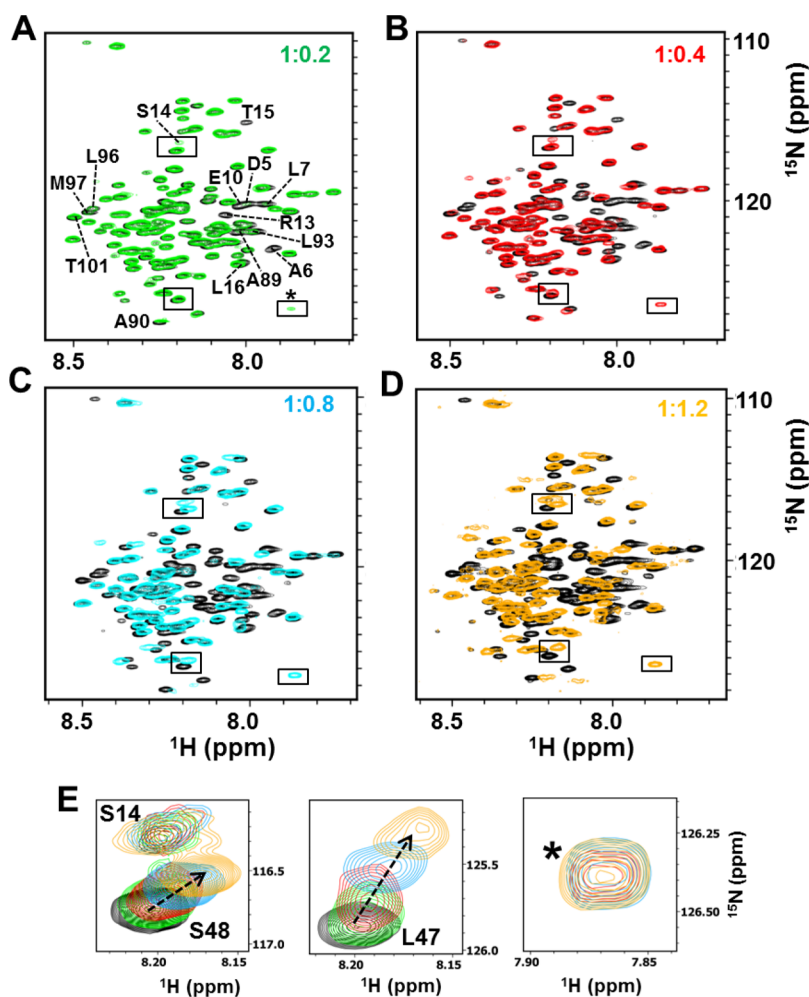 A
1:0.2
S14
T15
L96
M97
E10
D5
L7
R13
L93
T101
L16
A89
A6
A90
*
8.5
8.0
B
1:0.4
110
120
15N (ppm)
8.5
8.0
C
1:0.8
8.5
8.0
1H (ppm)
D
1:1.2
110
120
15N (ppm)
8.5
8.0
1H (ppm)
E
S14
S48
116.5
117.0
8.20
8.15
1H (ppm)
L47
125.5
126.0
8.20
8.15
1H (ppm)
*
126.25
126.50
15N (ppm)
7.90
7.85
1H (ppm)